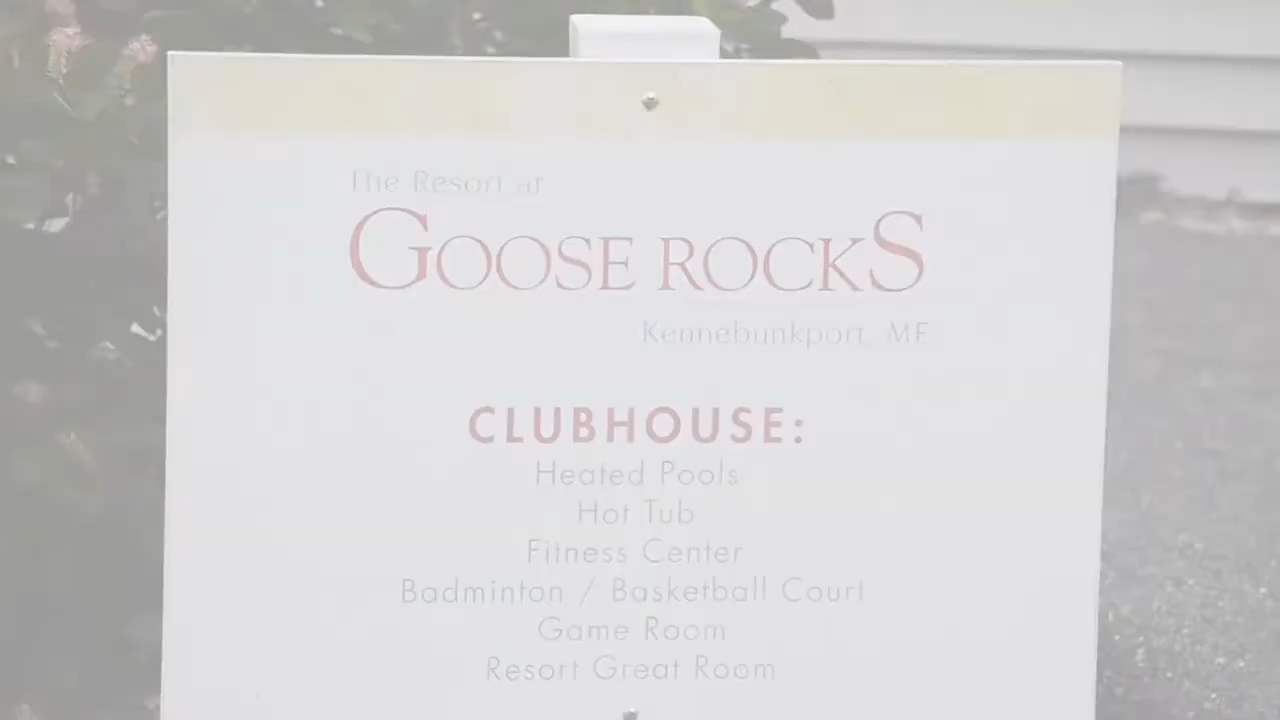 The Resort at
GOOSE ROCKS
Kennebunkport, ME
CLUBHOUSE:
Heated Pools
Hot Tub
Fitness Center
Badminton / Basketball Court
Game Room
Resort Great Room